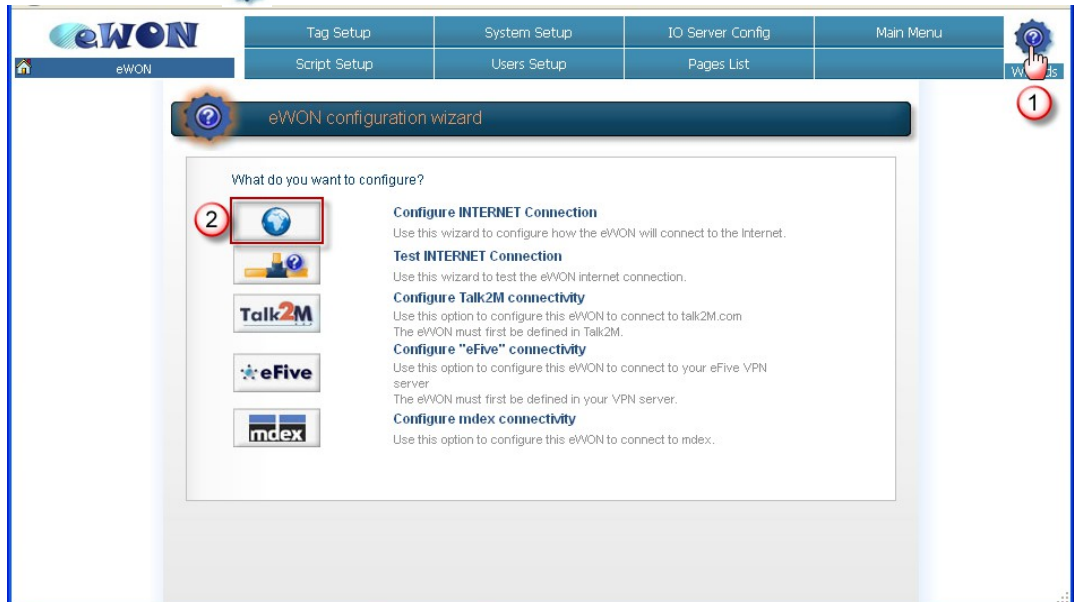 eWON
Tag Setup
System Setup
IO Server Config
Main Menu
eWON
Script Setup
Users Setup
Pages List
1
eWON configuration wizard
What do you want to configure?
2
Configure INTERNET Connection
Use this wizard to configure how the eWON will connect to the Internet.
Test INTERNET Connection
Use this wizard to test the eWON internet connection.
Talk2M
Configure Talk2M connectivity
Use this option to configure this eWON to connect to talk2M.com
The eWON must first be defined in Talk2M.
eFive
Configure "eFive" connectivity
Use this option to configure this eWON to connect to your eFive VPN
server
The eWON must first be defined in your VPN server.
mdex
Configure mdex connectivity
Use this option to configure this eWON to connect to mdex.